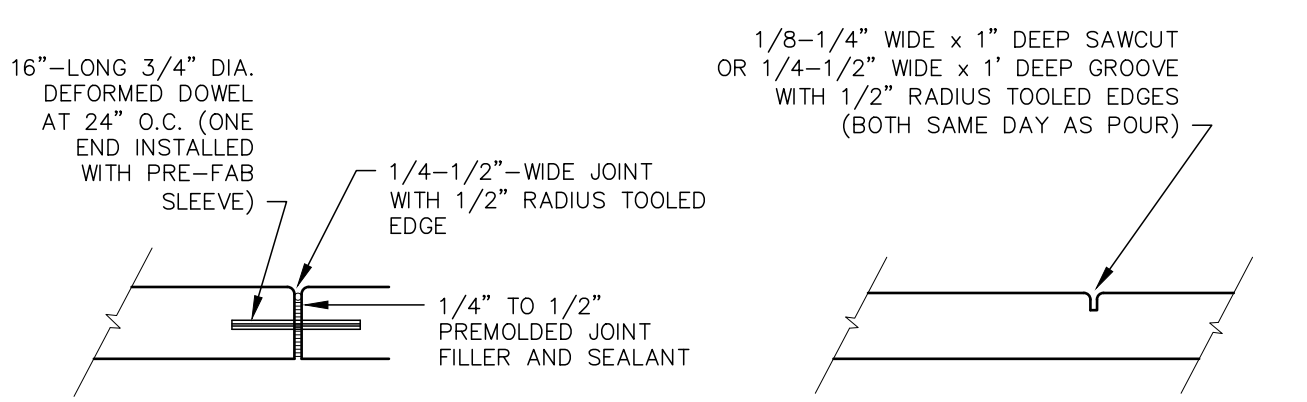 16"-LONG 3/4" DIA.
DEFORMED DOWEL
AT 24" O.C. (ONE
END INSTALLED
WITH PRE-FAB
SLEEVE)
1/4-1/2"-WIDE JOINT
WITH 1/2" RADIUS TOOLED
EDGE
1/4" TO 1/2"
PREMOLDED JOINT
FILLER AND SEALANT
1/8-1/4" WIDE x 1" DEEP SAWCUT
OR 1/4-1/2" WIDE x 1' DEEP GROOVE
WITH 1/2" RADIUS TOOLED EDGES
(BOTH SAME DAY AS POUR)